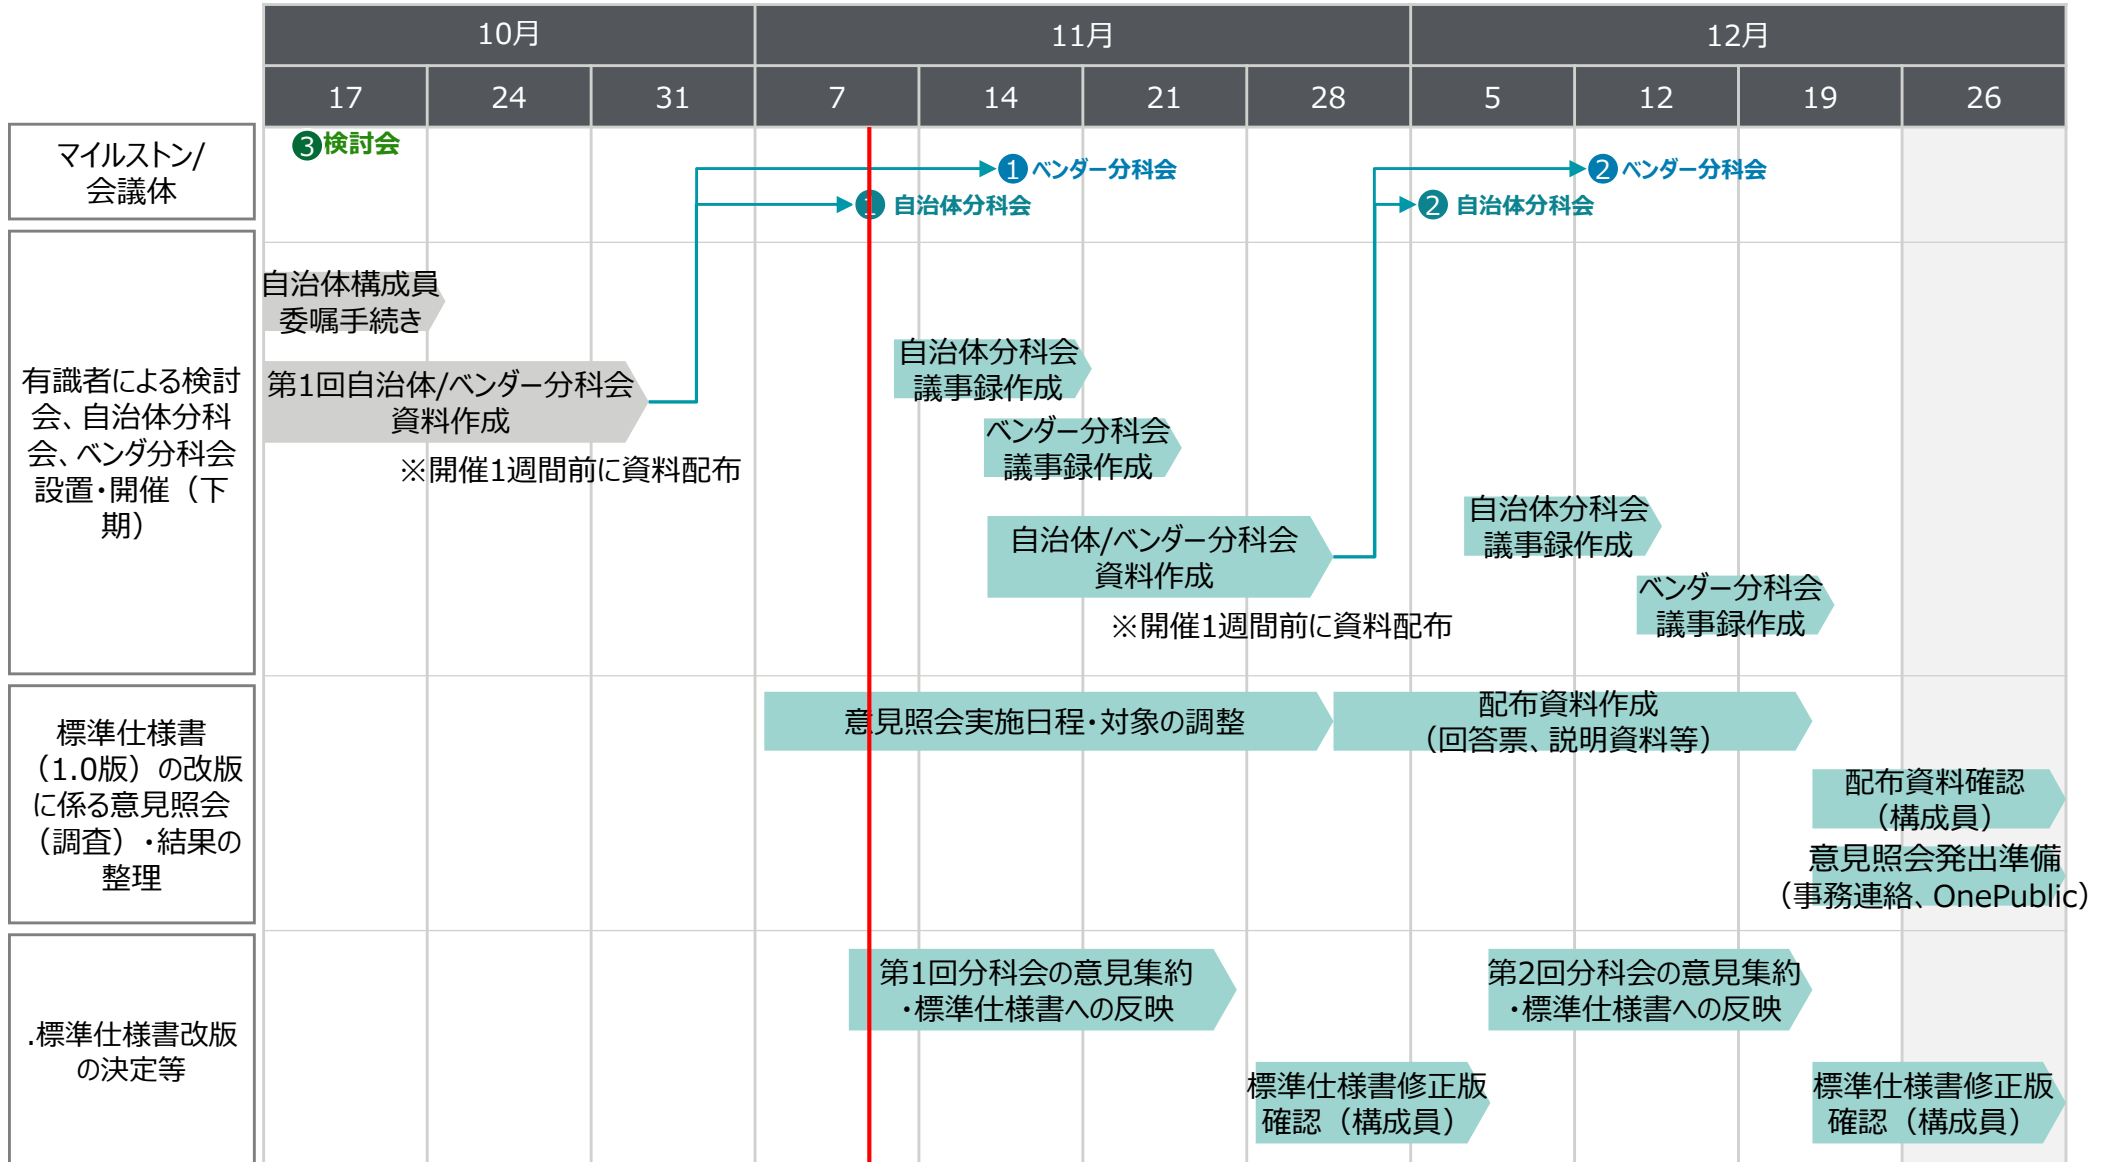 10月
11月
12月
17
24
31
7
14
21
28
5
12
19
26
マイルストン/
会議体
3検討会
1 ベンダー分科会
1 自治体分科会
2 ベンダー分科会
2 自治体分科会
有識者による検討
会、自治体分科
会、ベンダ分科会
設置・開催（下
期）
自治体構成員
委嘱手続き
第1回自治体/ベンダー分科会
資料作成
※開催1週間前に資料配布
自治体分科会
議事録作成
ベンダー分科会
議事録作成
自治体/ベンダー分科会
資料作成
※開催1週間前に資料配布
自治体分科会
議事録作成
ベンダー分科会
議事録作成
標準仕様書
（1.0版）の改版
に係る意見照会
（調査）・結果の
整理
意見照会実施日程・対象の調整
配布資料作成
（回答票、説明資料等）
配布資料確認
（構成員）
意見照会発出準備
（事務連絡、OnePublic）
.標準仕様書改版
の決定等
第1回分科会の意見集約
・標準仕様書への反映
標準仕様書修正版
確認（構成員）
第2回分科会の意見集約
・標準仕様書への反映
標準仕様書修正版
確認（構成員）